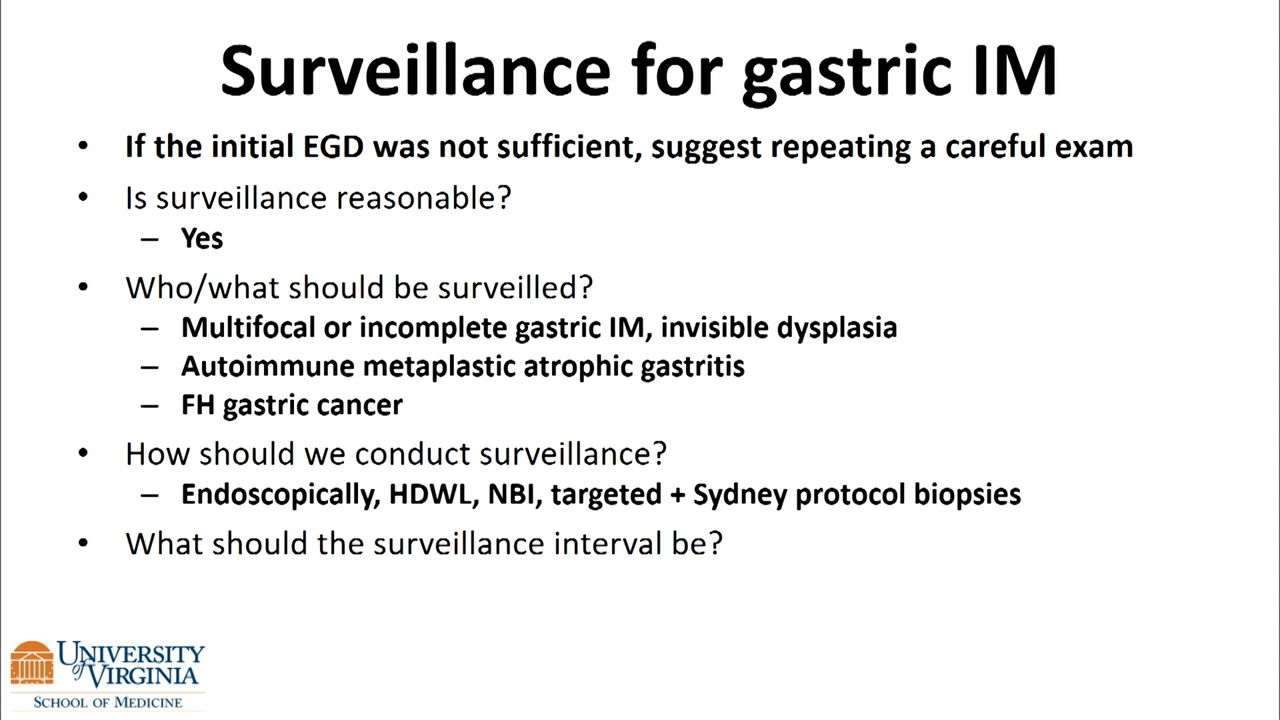 Surveillance for gastric IM
• If the initial EGD was not sufficient, suggest repeating a careful exam
• Is surveillance reasonable?
– Yes
• Who/what should be surveilled?
– Multifocal or incomplete gastric IM, invisible dysplasia
– Autoimmune metaplastic atrophic gastritis
– FH gastric cancer
• How should we conduct surveillance?
– Endoscopically, HDWL, NBI, targeted + Sydney protocol biopsies
• What should the surveillance interval be?
UNIVERSITY
of VIRGINIA
SCHOOL OF MEDICINE